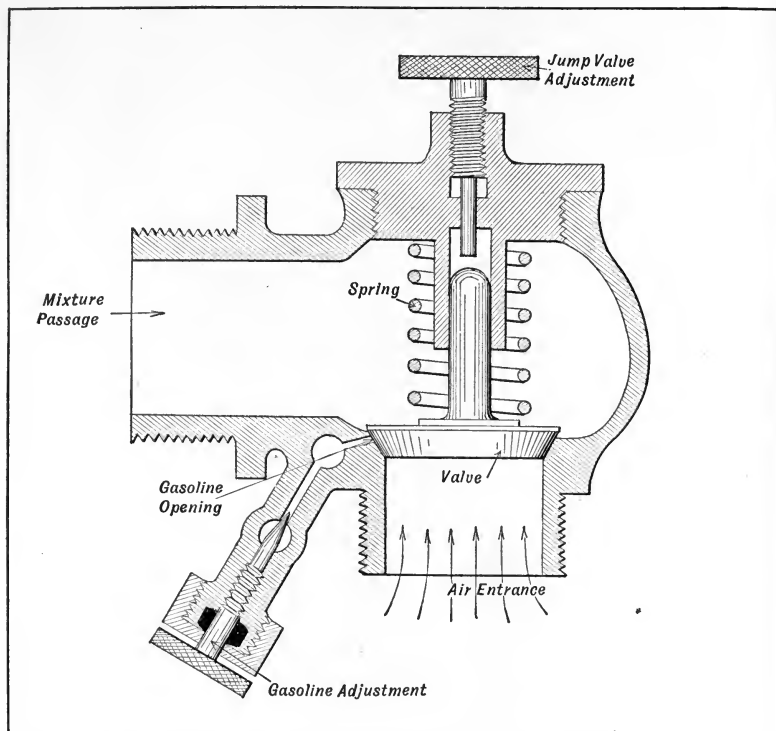 Jump Valve
Adjustment
Spring
Mixture
Passage
Gasoline
Opening
Valve
Air Entrance
Gasoline Adjustment